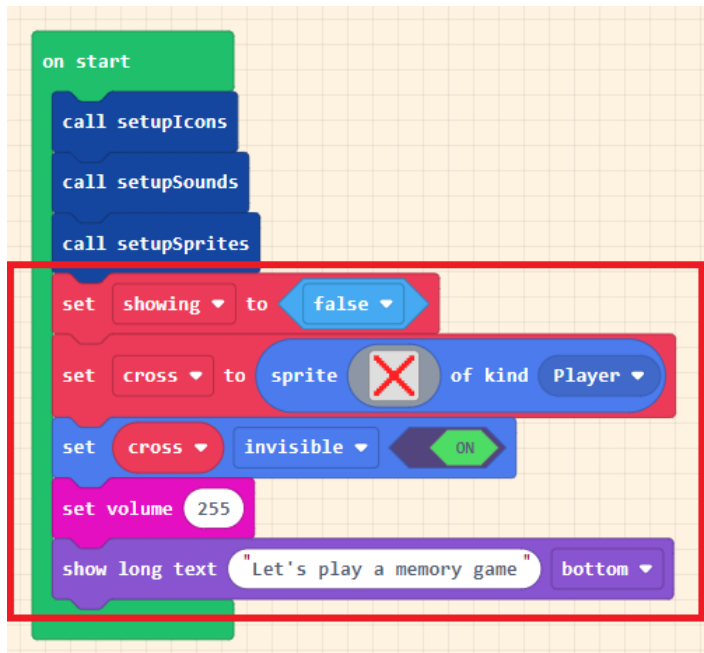 on start
call setupIcons
call setupSounds
call setupSprites
set showing to false
set cross to sprite of kind Player
set cross invisible ON
set volume 255
show long text "Let's play a memory game" bottom